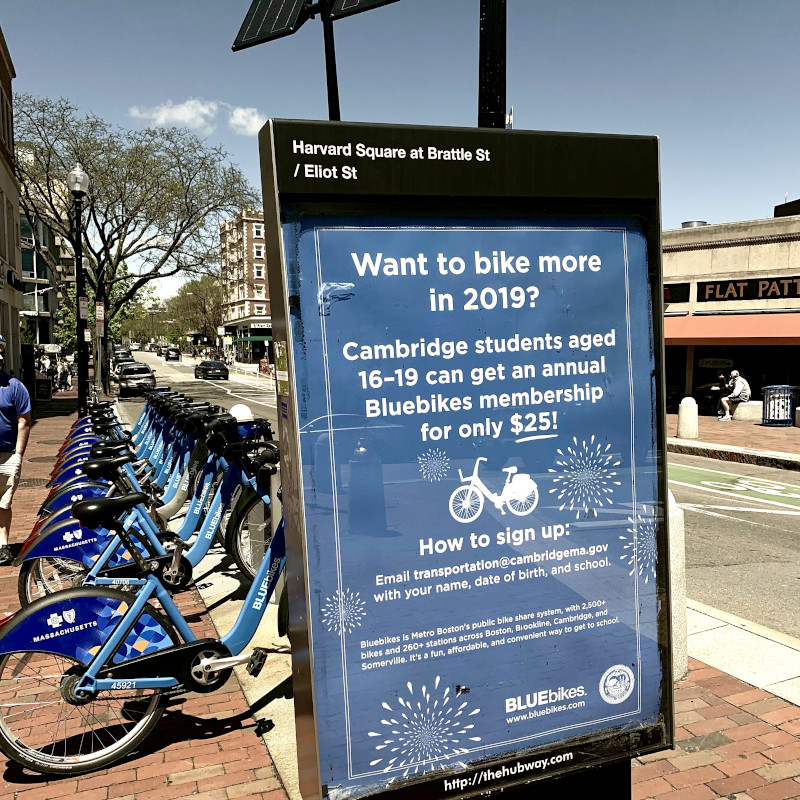 Harvard Square at Brattle St
/ Eliot St
Want to bike more
in 2019?
Cambridge students aged
16–19 can get an annual
Bluebikes membership
for only $25!
How to sign up:
Email transportation@cambridgema.gov
with your name, date of birth, and school.
Bluebikes is Metro Boston's public bike share system, with 2,500+
bikes and 260+ stations across Boston, Brookline, Cambridge, and
Somerville. It's a fun, affordable, and convenient way to get to school.
BLUEbikes.
www.bluebikes.com
http://thehubway.com
FLAT PATT
MASSACHUSETTS
40706
BLUEbikes
MASSACHUSETTS
45921